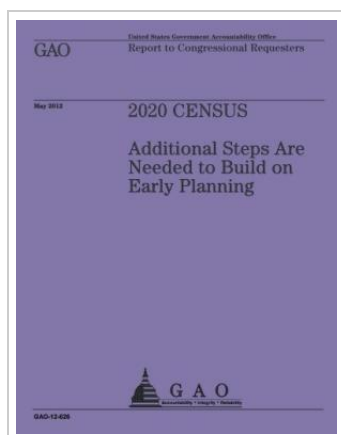 United States Government Accountability Office
GAO
Report to Congressional Requesters
May 2012
2020 CENSUS
Additional Steps Are
Needed to Build on
Early Planning
GAO
Accountability * Integrity * Reliability
GAO-12-626